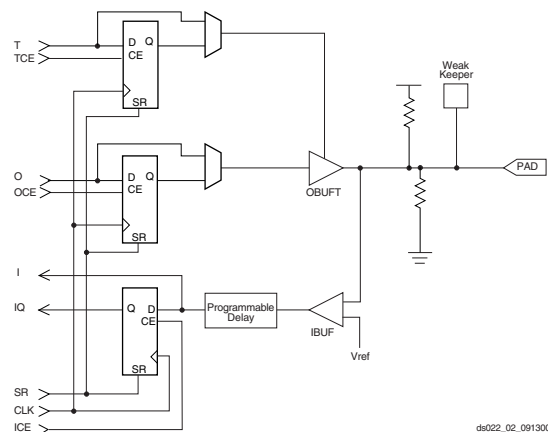 T
TCE
D Q
CE
SR
Weak
Keeper
O
OCE
D Q
CE
SR
OBUFT
PAD
I
IQ
Q D
CE
SR
Programmable
Delay
IBUF
Vref
SR
CLK
ICE
ds022_02_091300